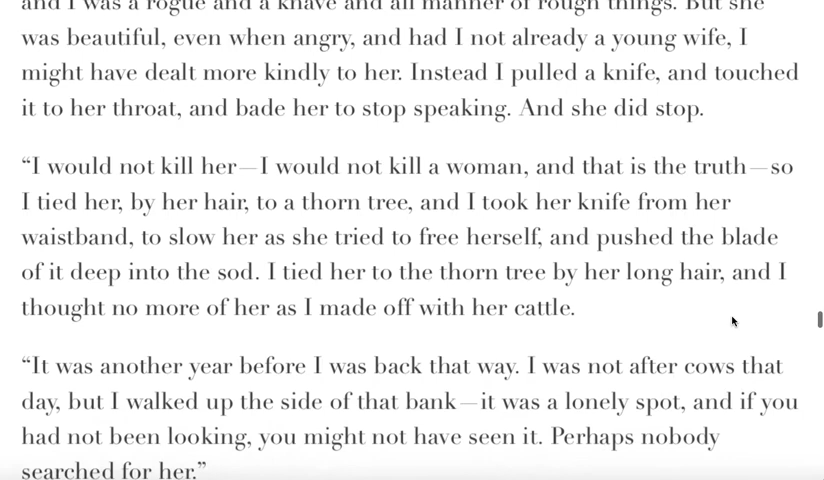 and I was a rogue and a knave and all manner of rough things. But she
was beautiful, even when angry, and had I not already a young wife, I
might have dealt more kindly to her. Instead I pulled a knife, and touched
it to her throat, and bade her to stop speaking. And she did stop.
“I would not kill her—I would not kill a woman, and that is the truth—so
I tied her, by her hair, to a thorn tree, and I took her knife from her
waistband, to slow her as she tried to free herself, and pushed the blade
of it deep into the sod. I tied her to the thorn tree by her long hair, and I
thought no more of her as I made off with her cattle.
“It was another year before I was back that way. I was not after cows that
day, but I walked up the side of that bank—it was a lonely spot, and if you
had not been looking, you might not have seen it. Perhaps nobody
searched for her.”